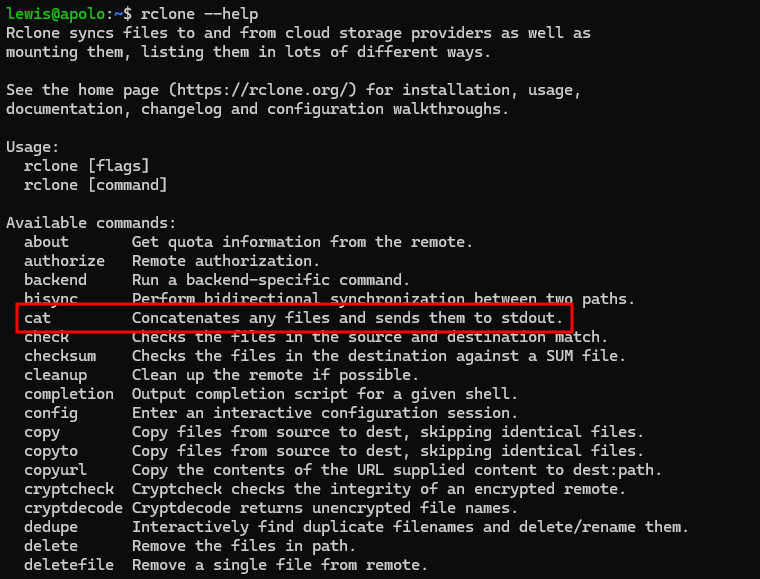 lewis@apolo:~$ rclone --help
Rclone syncs files to and from cloud storage providers as well as
mounting them, listing them in lots of different ways.
See the home page (https://rclone.org/) for installation, usage,
documentation, changelog and configuration walkthroughs.
Usage:
  rclone [flags]
  rclone [command]
Available commands:
  about       Get quota information from the remote.
  authorize   Remote authorization.
  backend     Run a backend-specific command.
  bisync      Perform bidirectional synchronization between two paths.
  cat         Concatenates any files and sends them to stdout.
  check       Checks the files in the source and destination match.
  checksum    Checks the files in the destination against a SUM file.
  cleanup     Clean up the remote if possible.
  completion  Output completion script for a given shell.
  config      Enter an interactive configuration session.
  copy        Copy files from source to dest, skipping identical files.
  copyto      Copy files from source to dest, skipping identical files.
  copyurl     Copy the contents of the URL supplied content to dest:path.
  cryptcheck  Cryptcheck checks the integrity of an encrypted remote.
  cryptdecode Cryptdecode returns unencrypted file names.
  dedupe      Interactively find duplicate filenames and delete/rename them.
  delete      Remove the files in path.
  deletefile  Remove a single file from remote.